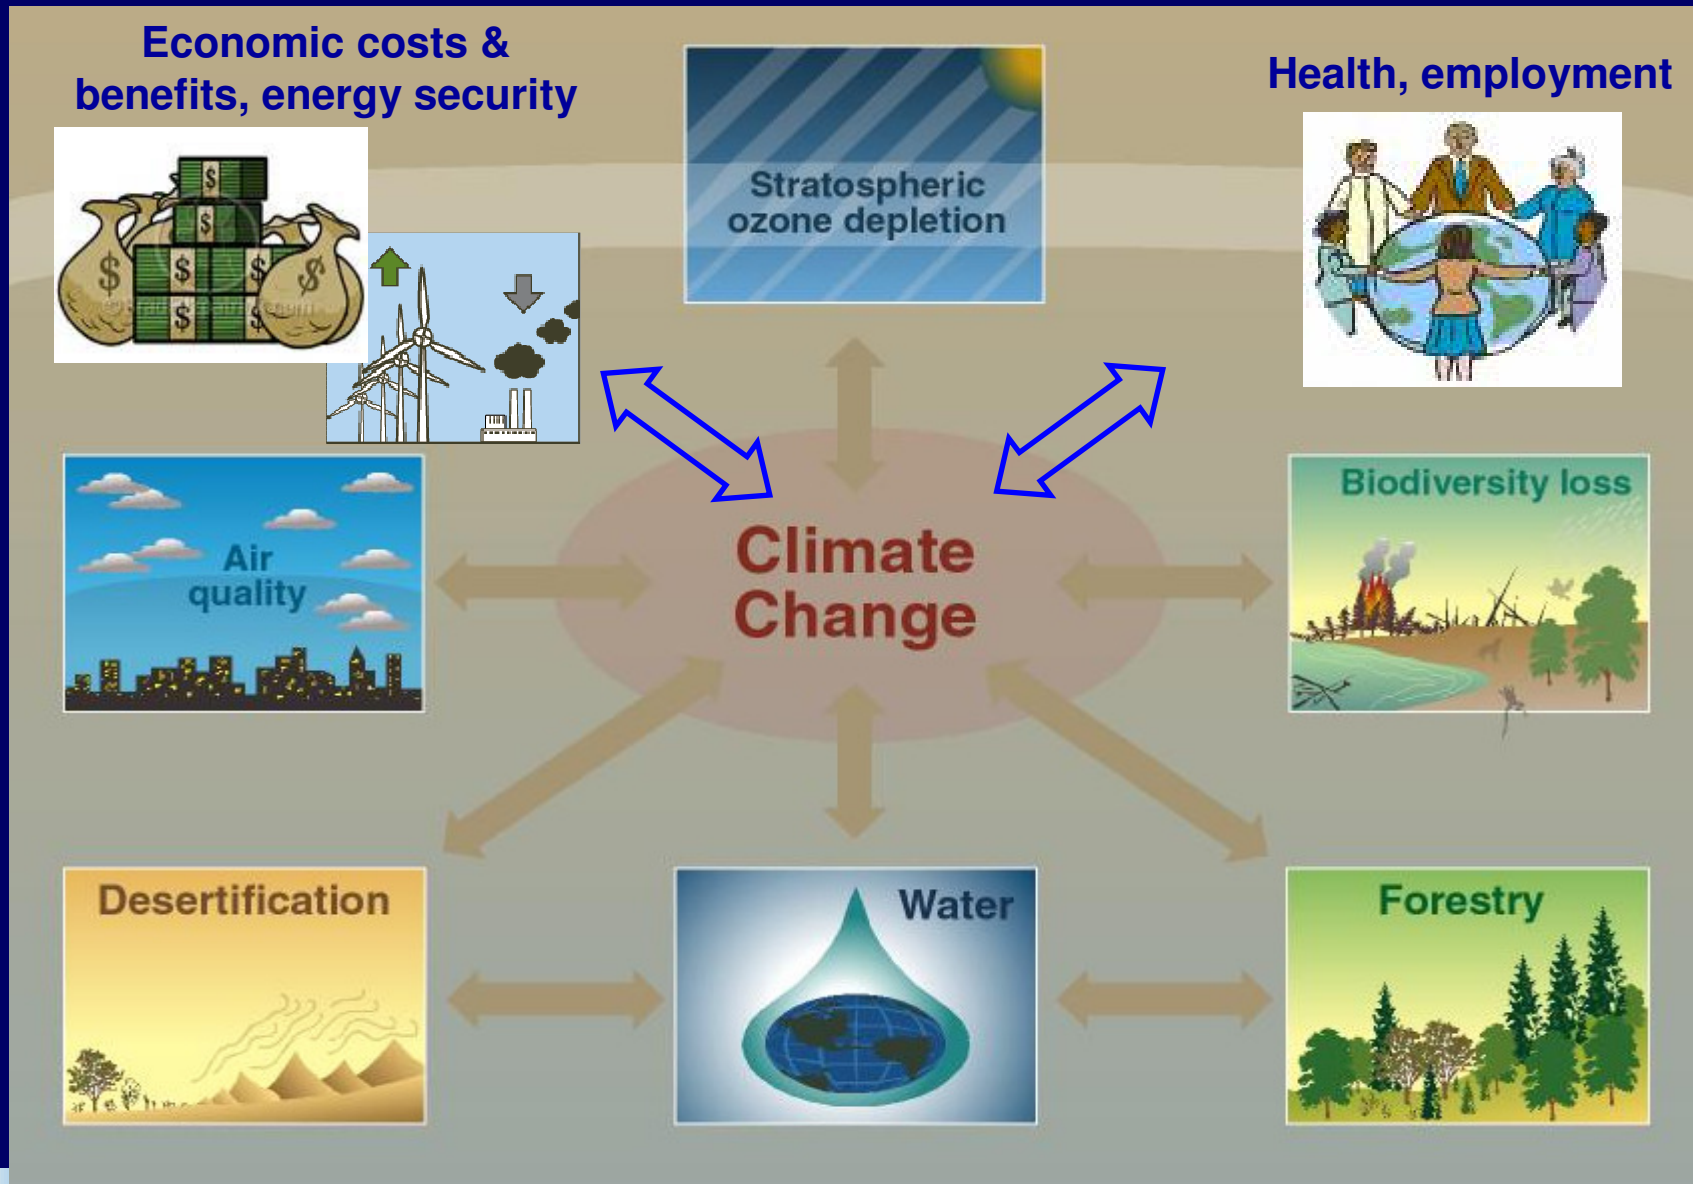 Economic costs &
benefits, energy security
Health, employment
Stratospheric
ozone depletion
$
$
$
$
$
$
$
$
Air
quality
Climate
Change
Biodiversity loss
Desertification
Water
Forestry